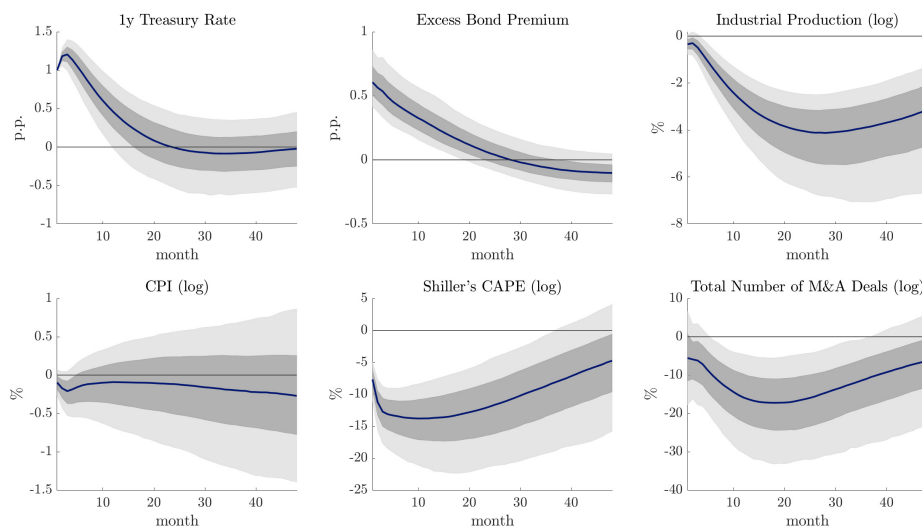 1y Treasury Rate
1.5
1
0.5
0
-0.5
-1
p.p.
10 20 30 40
month
Excess Bond Premium
1
0.5
0
-0.5
p.p.
10 20 30 40
month
Industrial Production (log)
0
-2
-4
-6
-8
%
10 20 30 40
month
CPI (log)
1
0.5
0
-0.5
-1
-1.5
%
10 20 30 40
month
Shiller's CAPE (log)
5
0
-5
-10
-15
-20
-25
%
10 20 30 40
month
Total Number of M&A Deals (log)
10
0
-10
-20
-30
-40
%
10 20 30 40
month